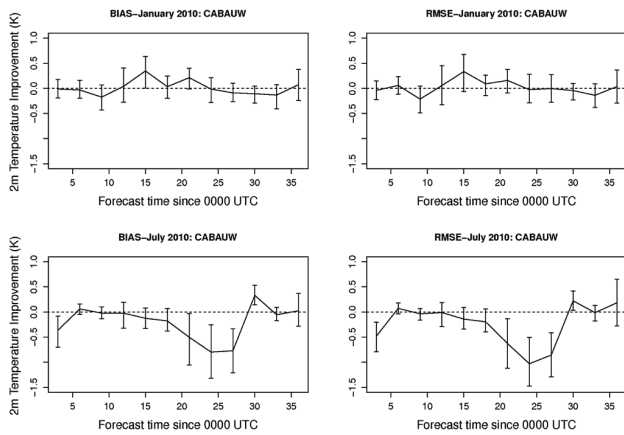 BIAS–January 2010: CABAUW
2m Temperature Improvement (K)
1.0
0.5
0.0
−0.5
−1.5
5 10 15 20 25 30 35
Forecast time since 0000 UTC
RMSE–January 2010: CABAUW
1.0
0.5
0.0
−0.5
−1.5
5 10 15 20 25 30 35
Forecast time since 0000 UTC
BIAS–July 2010: CABAUW
2m Temperature Improvement (K)
1.0
0.5
0.0
−0.5
−1.5
5 10 15 20 25 30 35
Forecast time since 0000 UTC
RMSE–July 2010: CABAUW
1.0
0.5
0.0
−0.5
−1.5
5 10 15 20 25 30 35
Forecast time since 0000 UTC